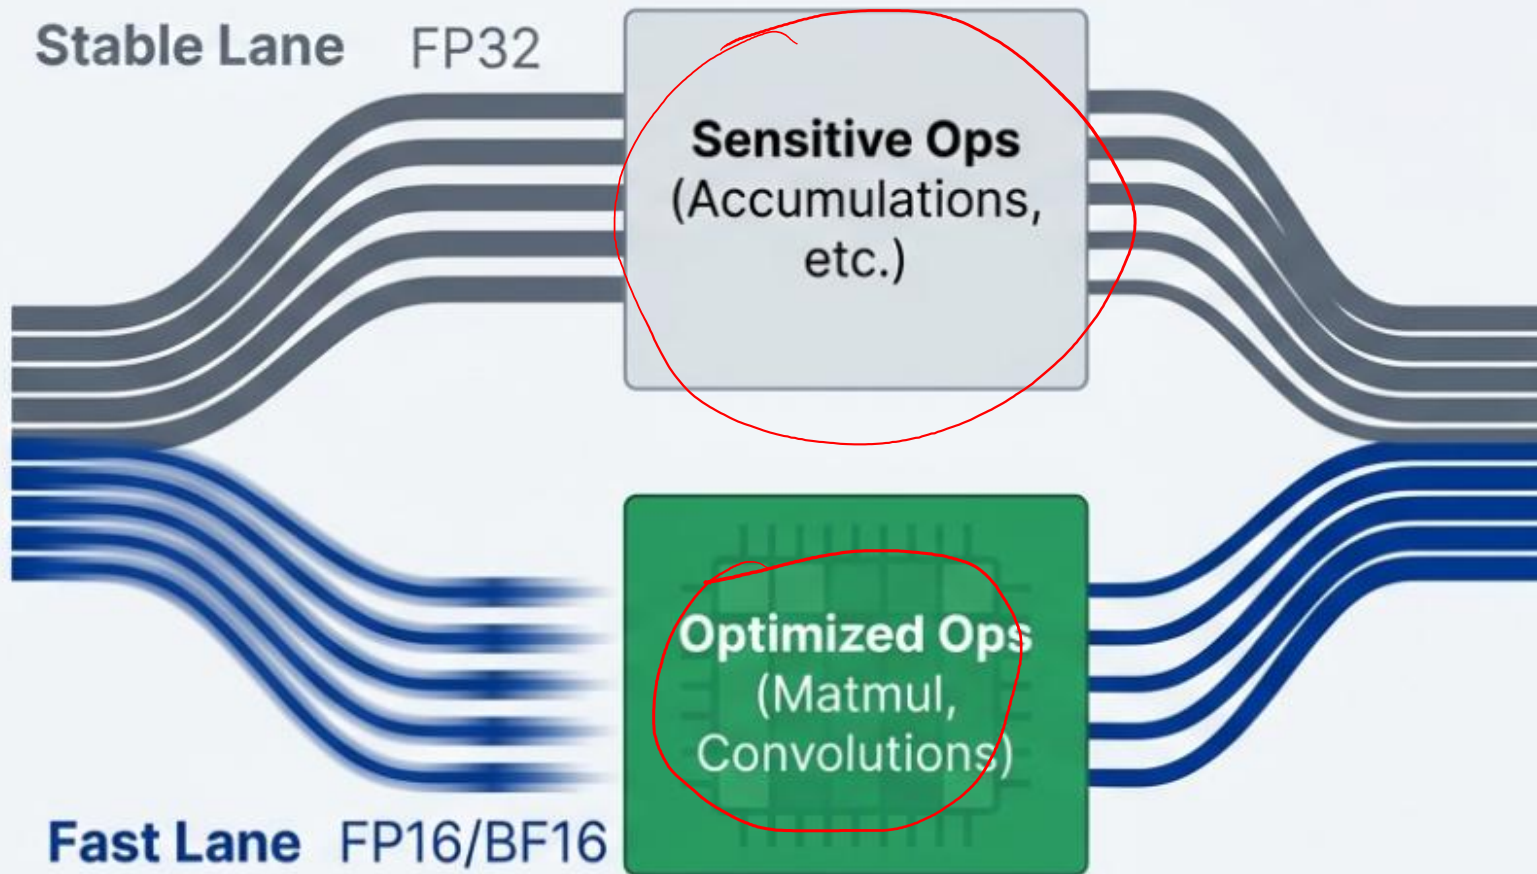 Stable Lane FP32
Sensitive Ops
(Accumulations,
etc.)
Optimized Ops
(Matmul,
Convolutions)
Fast Lane FP16/BF16